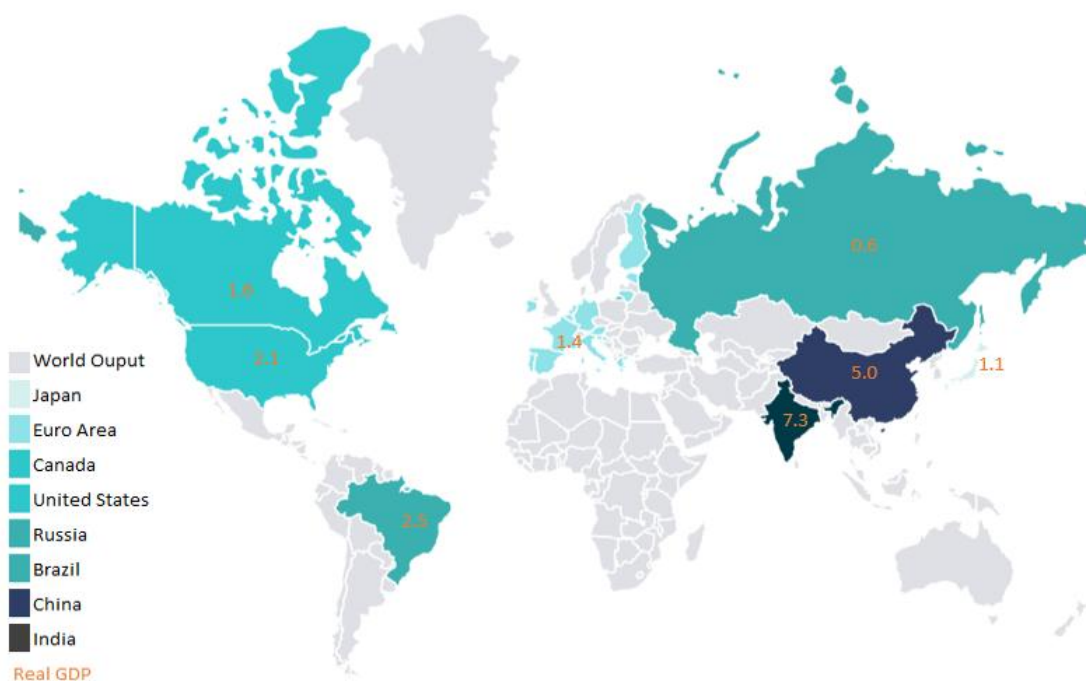 0.6
1.6
1.4
2.1
1.1
5.0
7.3
2.5
World Ouput
Japan
Euro Area
Canada
United States
Russia
Brazil
China
India
Real GDP